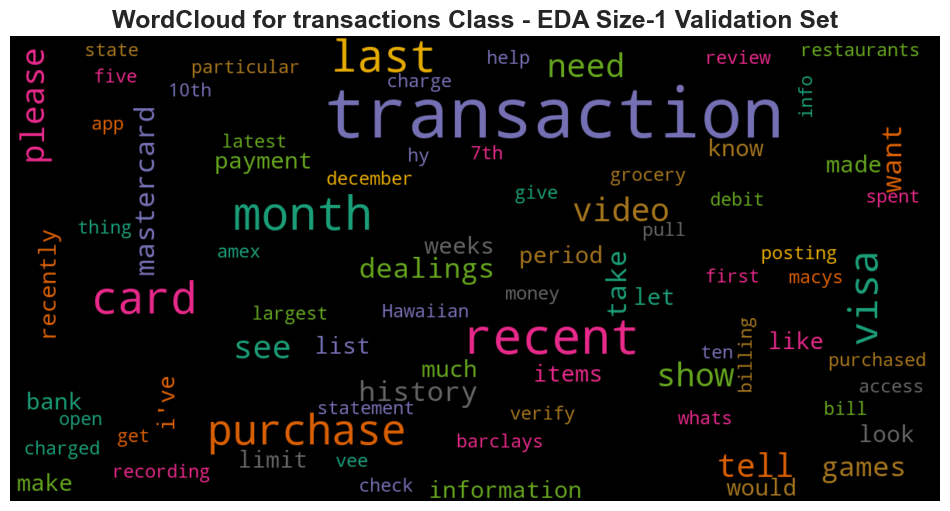 WordCloud for transactions Class - EDA Size-1 Validation Set
please
state
particular
last
help
need
review
restaurants
five
10th
charge
transaction
info
app
mastercard
latest
payment
hy
7th
know
made
want
december
grocery
give
video
debit
spent
thing
month
pull
recently
amex
weeks
period
posting
visa
dealings
take
first
macys
card
money
let
largest
Hawaiian
recent
ten
billing
like
see
list
much
items
show
purchased
access
i've
history
bank
open
statement
verify
whats
bill
look
charged
get
purchase
barclays
recording
limit
vee
tell
games
make
check
information
would